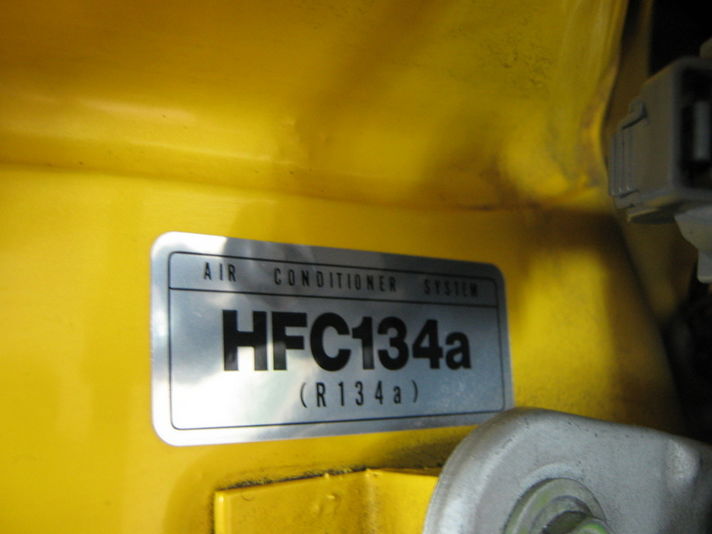 AIR CONDITIONER SYSTEM
HFC134a
(R134a)